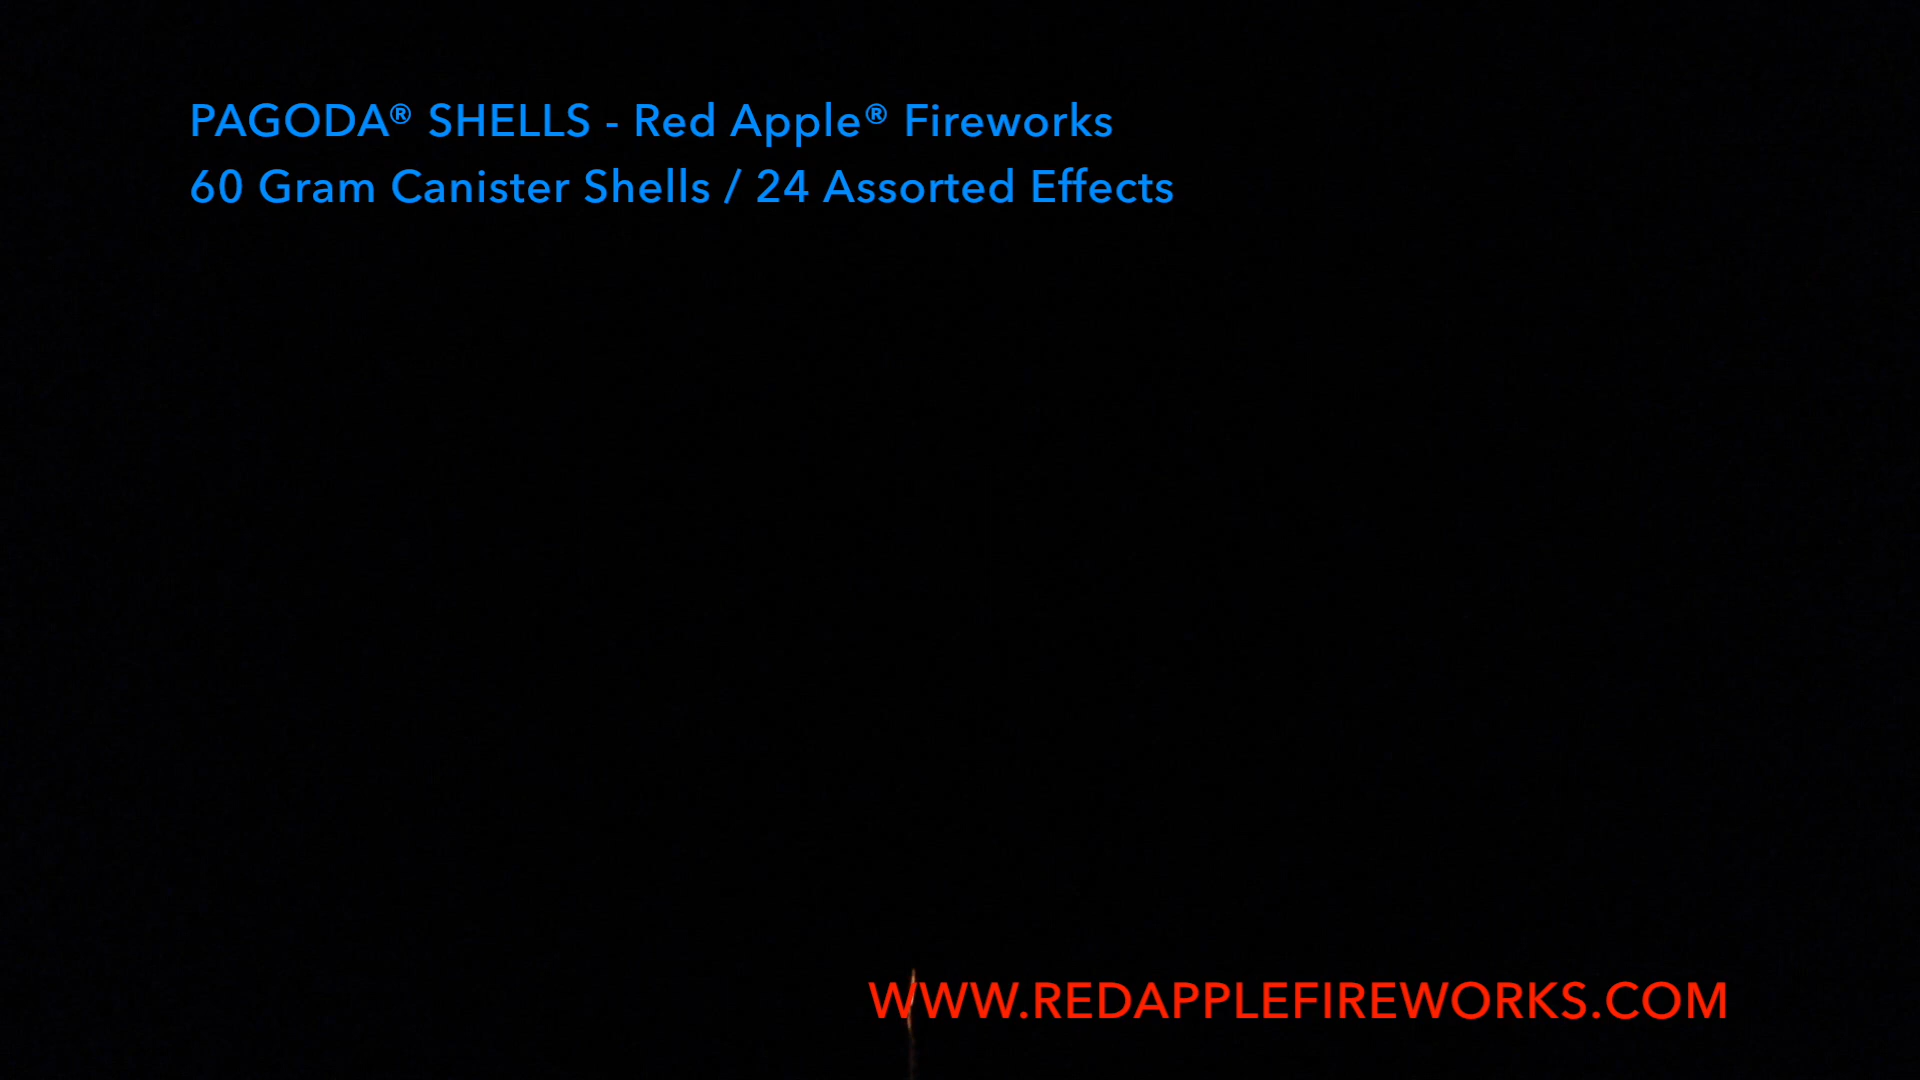 PAGODA® SHELLS - Red Apple® Fireworks
60 Gram Canister Shells / 24 Assorted Effects
WWW.REDAPPLEFIREWORKS.COM